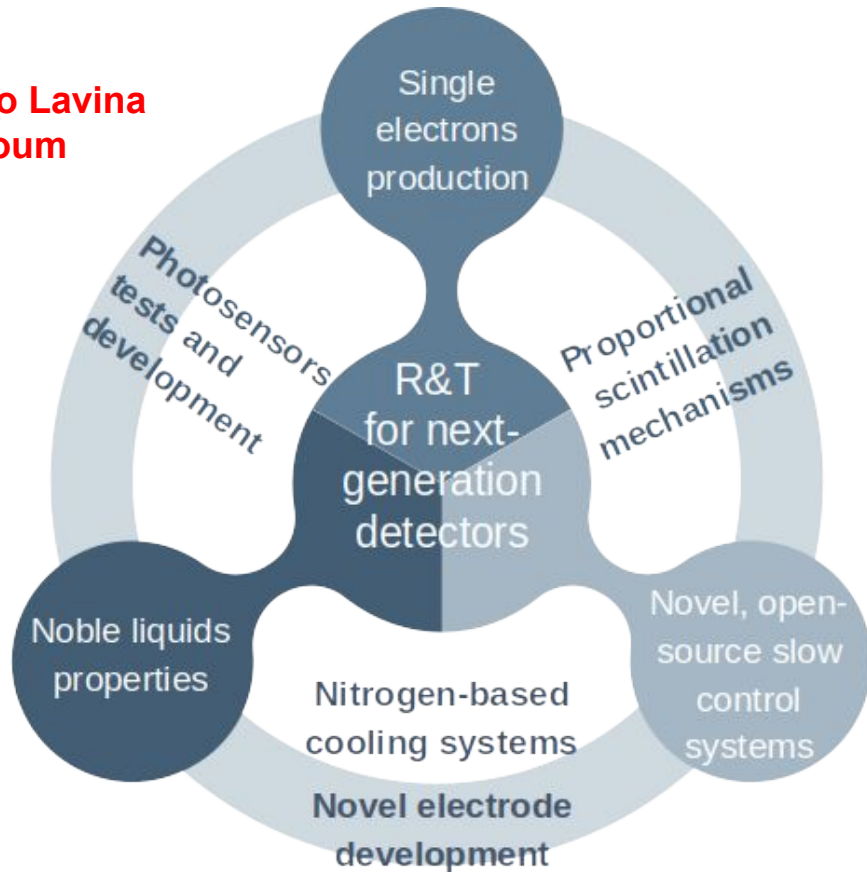 o Lavina
oum
Single
electrons
production
Photosensors
tests and
development
Proportional
scintillation
mechanisms
R&T
for next-
generation
detectors
Noble liquids
properties
Novel, open-
source slow
control
systems
Nitrogen-based
cooling systems
Novel electrode
development